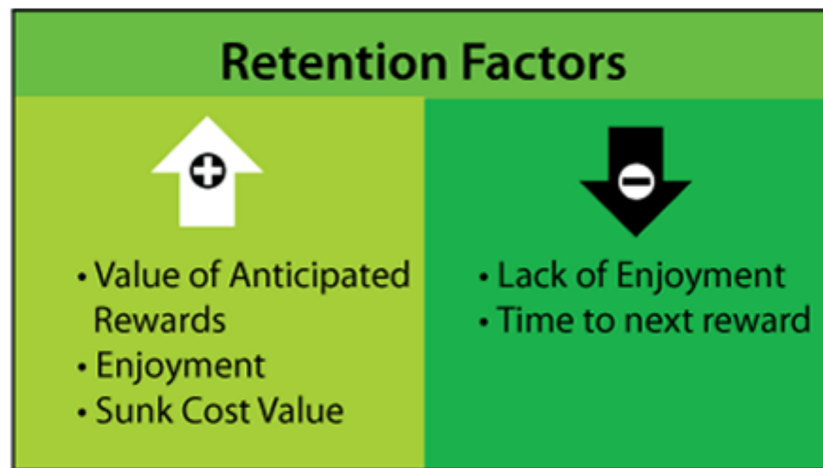 Retention Factors
• Value of Anticipated
Rewards
• Enjoyment
• Sunk Cost Value
• Lack of Enjoyment
• Time to next reward